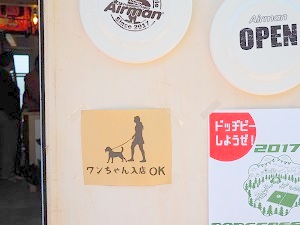 Airman
Since 2017
Airman
OPEN
ワンちゃん入店OK
ドッヂビー
しようぜ!
2017